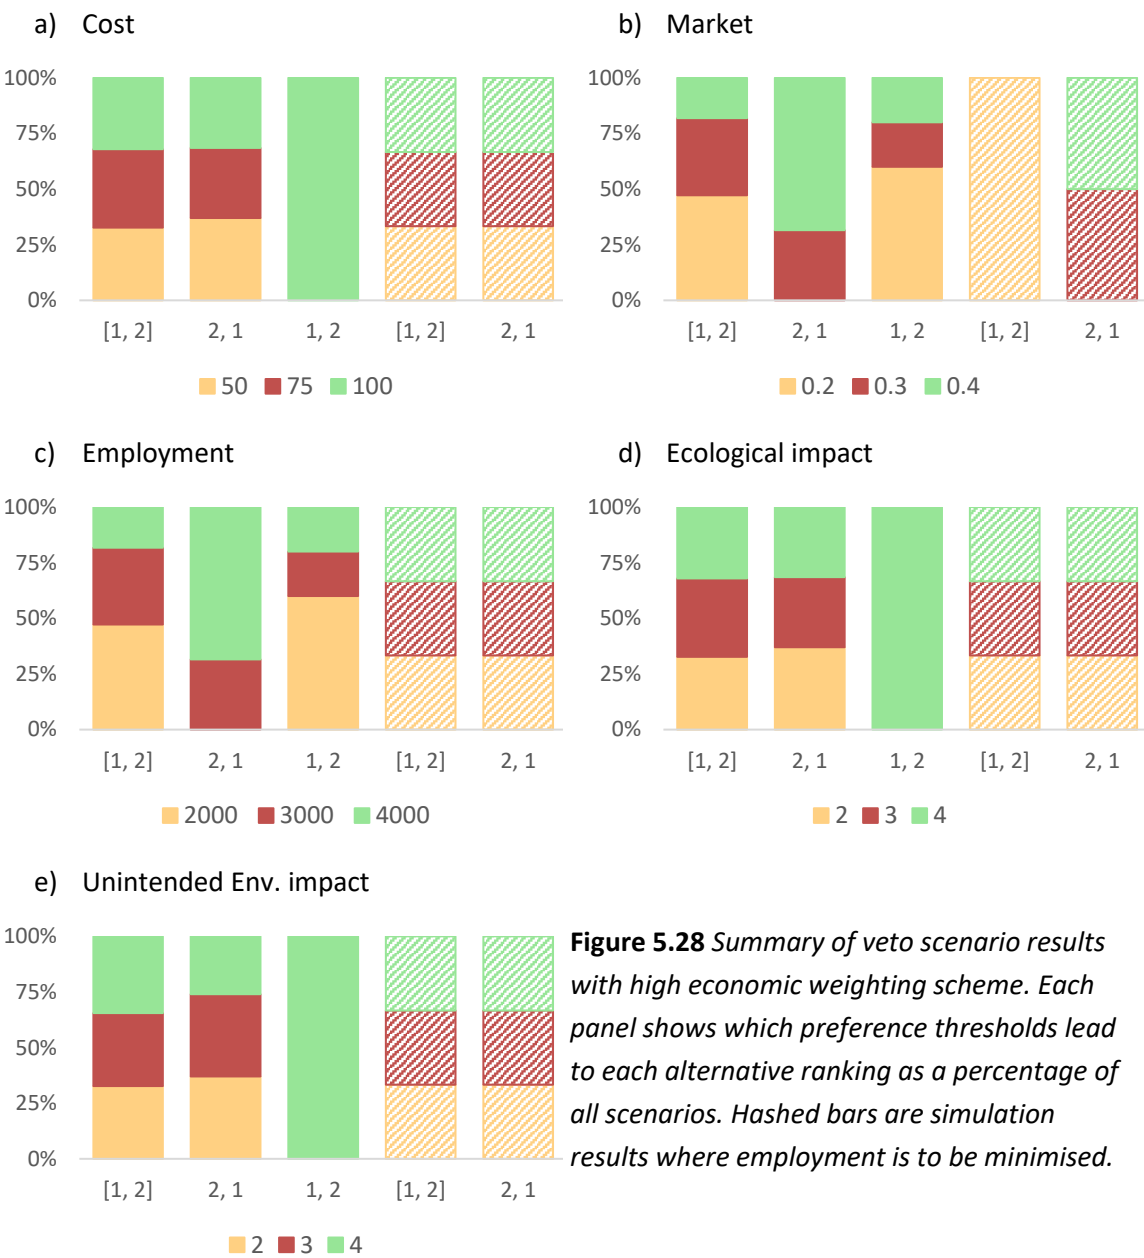 a) Cost
100%
75%
50%
25%
0%
[1, 2] 2, 1 1, 2 [1, 2] 2, 1
50 75 100
b) Market
100%
75%
50%
25%
0%
[1, 2] 2, 1 1, 2 [1, 2] 2, 1
0.2 0.3 0.4
c) Employment
100%
75%
50%
25%
0%
[1, 2] 2, 1 1, 2 [1, 2] 2, 1
2000 3000 4000
d) Ecological impact
100%
75%
50%
25%
0%
[1, 2] 2, 1 1, 2 [1, 2] 2, 1
2 3 4
e) Unintended Env. impact
100%
75%
50%
25%
0%
[1, 2] 2, 1 1, 2 [1, 2] 2, 1
2 3 4
Figure 5.28 Summary of veto scenario results
with high economic weighting scheme. Each
panel shows which preference thresholds lead
to each alternative ranking as a percentage of
all scenarios. Hashed bars are simulation
results where employment is to be minimised.